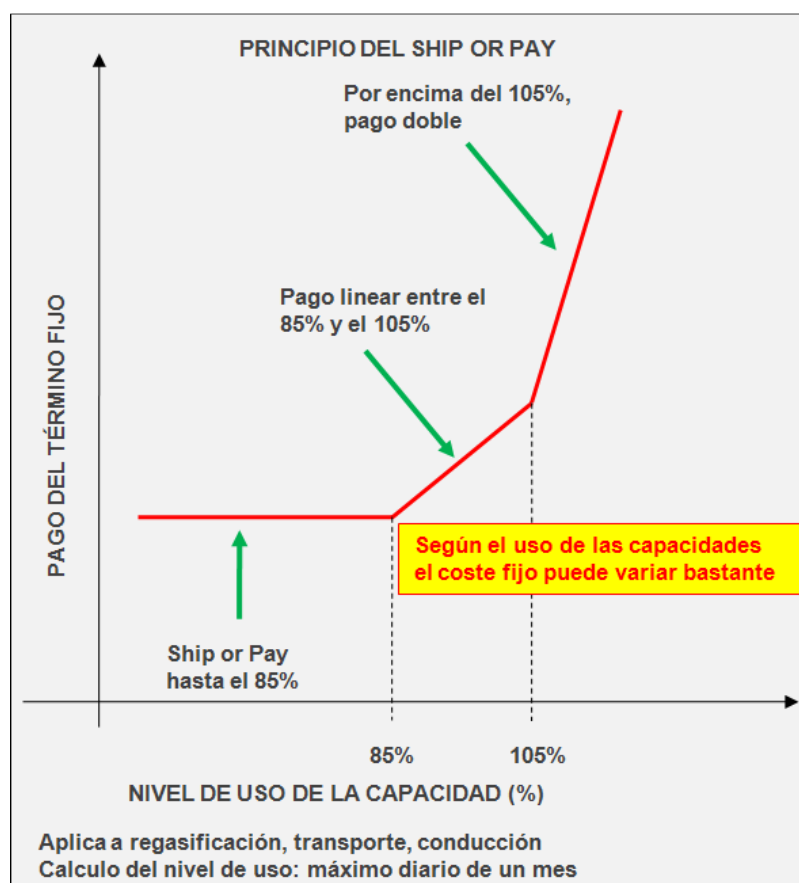 PRINCIPIO DEL SHIP OR PAY
Por encima del 105%,
pago doble
Pago linear entre el
85% y el 105%
PAGO DEL TÉRMINO FIJO
Según el uso de las capacidades
el coste fijo puede variar bastante
Ship or Pay
hasta el 85%
85%
105%
NIVEL DE USO DE LA CAPACIDAD (%)
Aplica a regasificación, transporte, conducción
Calculo del nivel de uso: máximo diario de un mes